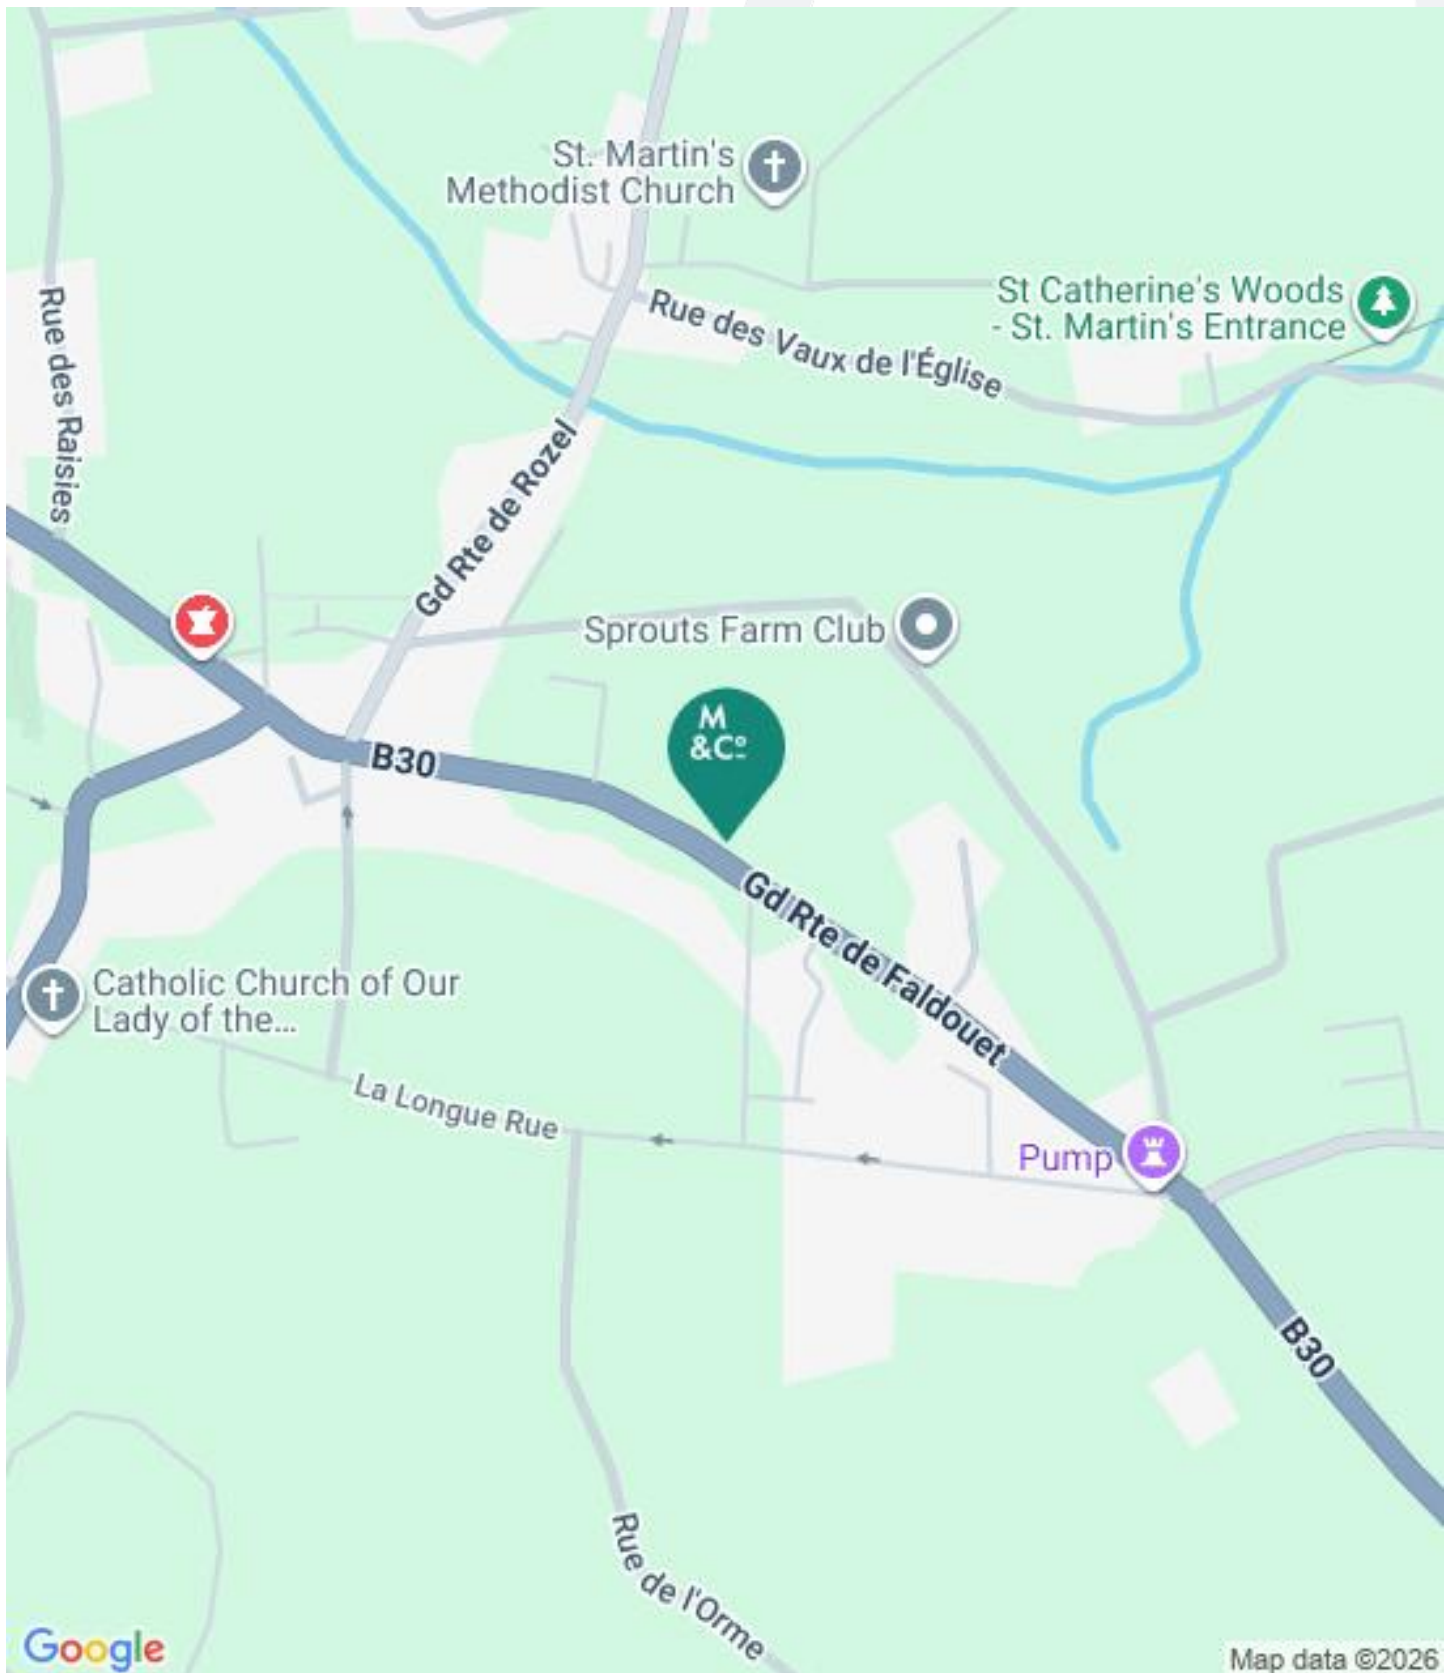 St. Martin's
Methodist Church
St Catherine's Woods
- St. Martin's Entrance
Rue des Vaux de l'Église
Rue des Raisies
Gd Rte de Rozel
Sprouts Farm Club
M
&Cº
B30
Gd Rte de Faldouet
Catholic Church of Our
Lady of the...
La Longue Rue
Pump
B30
Rue de l'Orme
Google
Map data ©2026